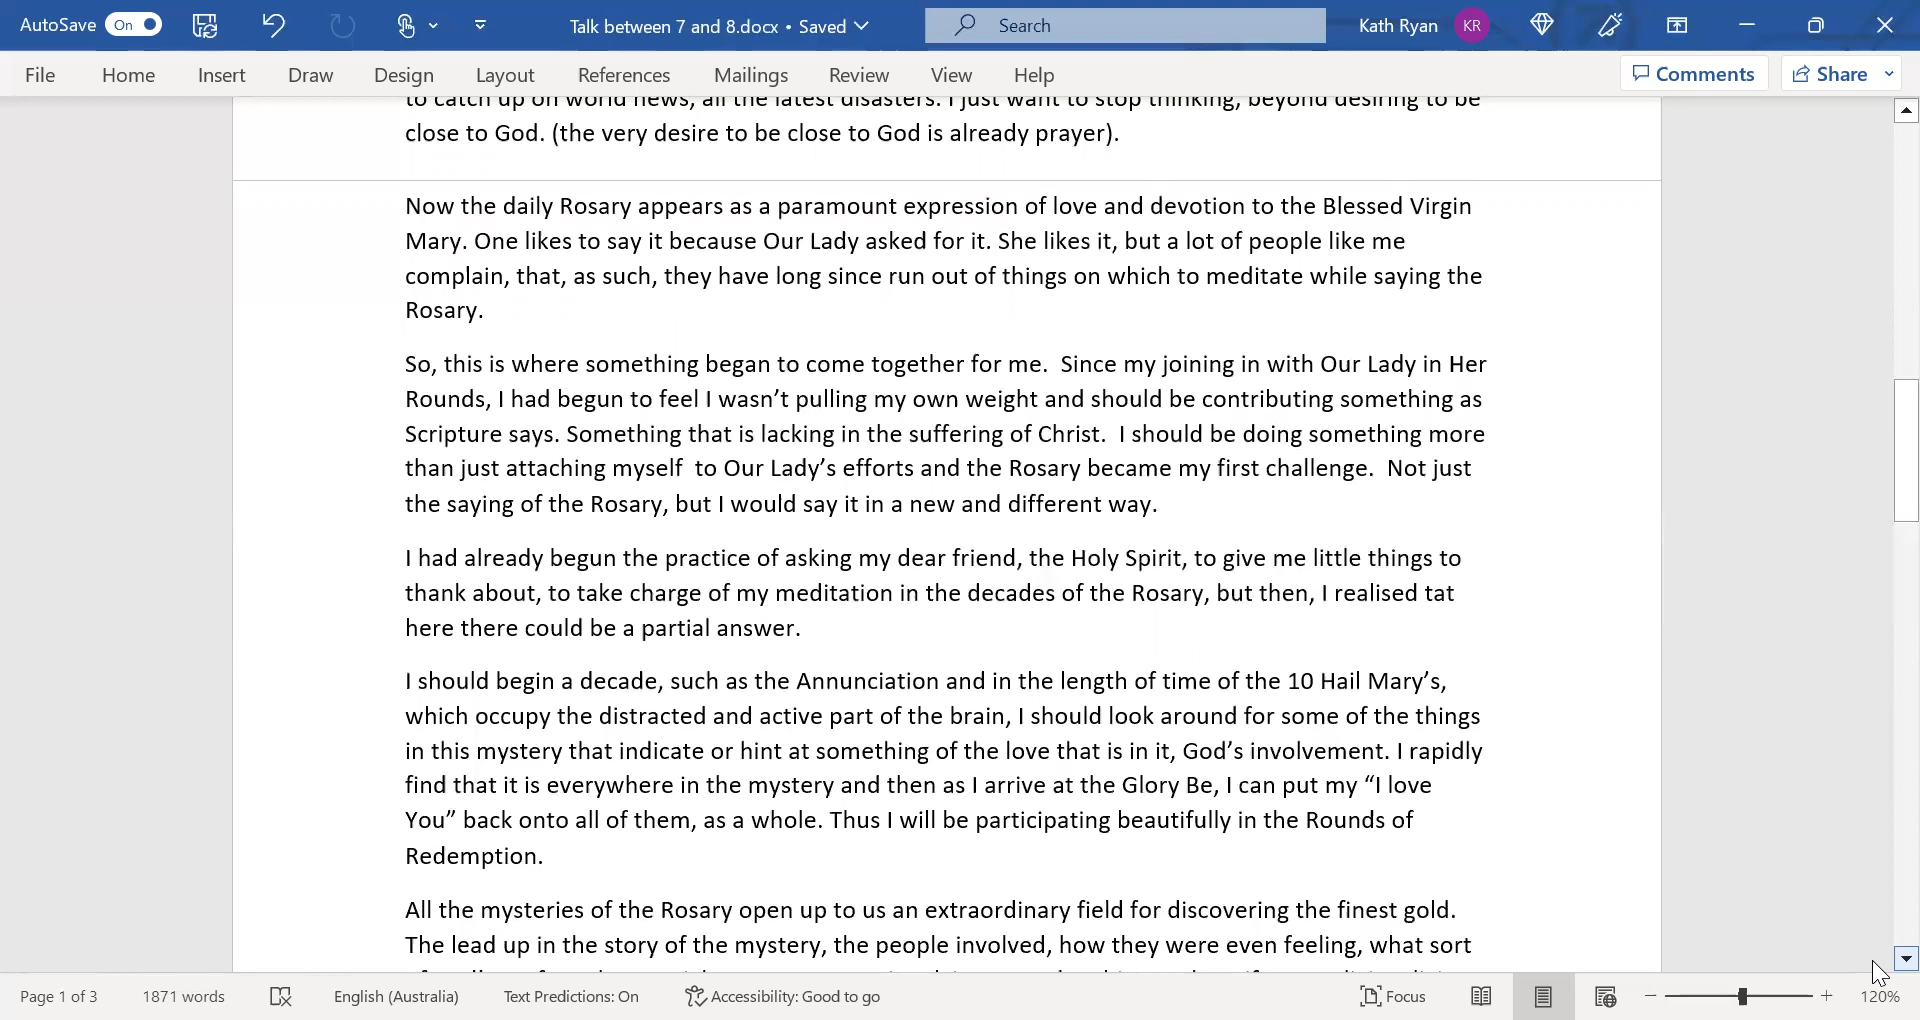 AutoSave On Talk between 7 and 8.docx • Saved Search Kath Ryan KR
File Home Insert Draw Design Layout References Mailings Review View Help Comments Share
to catch up on world news, all the latest disasters. I just want to stop thinking, beyond desiring to be
close to God. (the very desire to be close to God is already prayer).
Now the daily Rosary appears as a paramount expression of love and devotion to the Blessed Virgin
Mary. One likes to say it because Our Lady asked for it. She likes it, but a lot of people like me
complain, that, as such, they have long since run out of things on which to meditate while saying the
Rosary.
So, this is where something began to come together for me.  Since my joining in with Our Lady in Her
Rounds, I had begun to feel I wasn’t pulling my own weight and should be contributing something as
Scripture says. Something that is lacking in the suffering of Christ.  I should be doing something more
than just attaching myself  to Our Lady’s efforts and the Rosary became my first challenge.  Not just
the saying of the Rosary, but I would say it in a new and different way.
I had already begun the practice of asking my dear friend, the Holy Spirit, to give me little things to
thank about, to take charge of my meditation in the decades of the Rosary, but then, I realised tat
here there could be a partial answer.
I should begin a decade, such as the Annunciation and in the length of time of the 10 Hail Mary’s,
which occupy the distracted and active part of the brain, I should look around for some of the things
in this mystery that indicate or hint at something of the love that is in it, God’s involvement. I rapidly
find that it is everywhere in the mystery and then as I arrive at the Glory Be, I can put my “I love
You” back onto all of them, as a whole. Thus I will be participating beautifully in the Rounds of
Redemption.
All the mysteries of the Rosary open up to us an extraordinary field for discovering the finest gold.
The lead up in the story of the mystery, the people involved, how they were even feeling, what sort
Page 1 of 3 1871 words English (Australia) Text Predictions: On Accessibility: Good to go Focus 120%